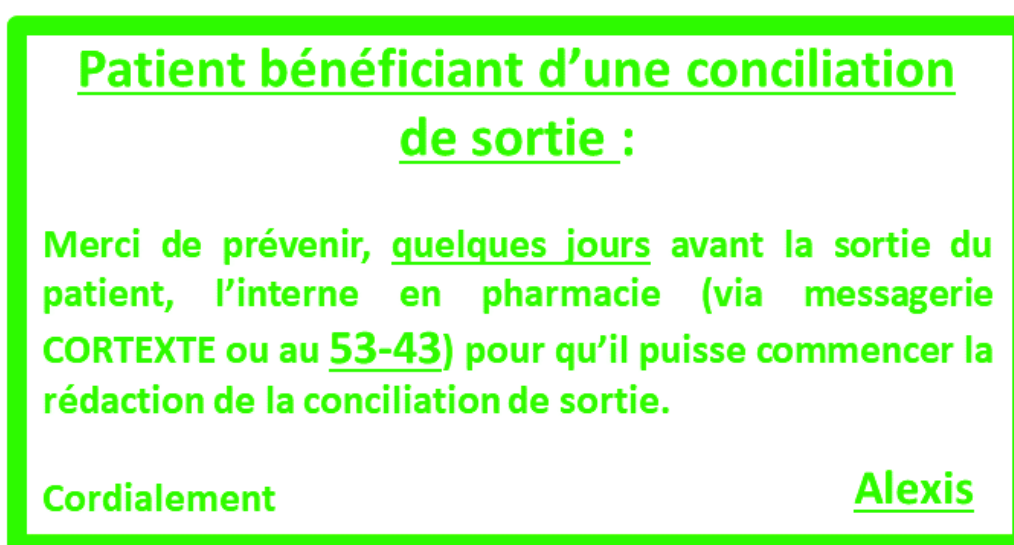 Patient bénéficiant d’une conciliation
de sortie :
Merci de prévenir, quelques jours avant la sortie du
patient, l’interne en pharmacie (via messagerie
CORTEXTE ou au 53-43) pour qu’il puisse commencer la
rédaction de la conciliation de sortie.
Cordialement
Alexis